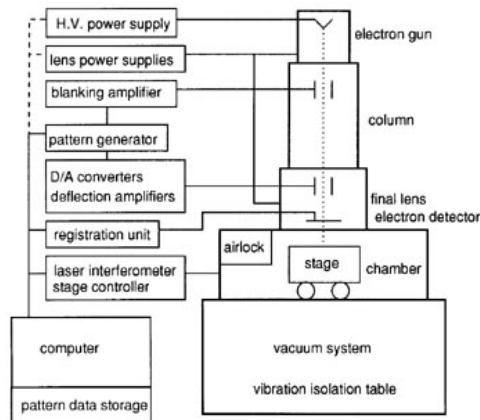 H.V. power supply
lens power supplies
blanking amplifier
pattern generator
D/A converters
deflection amplifiers
registration unit
laser interferometer
stage controller
computer
pattern data storage
electron gun
column
final lens
electron detector
airlock
stage
chamber
vacuum system
vibration isolation table